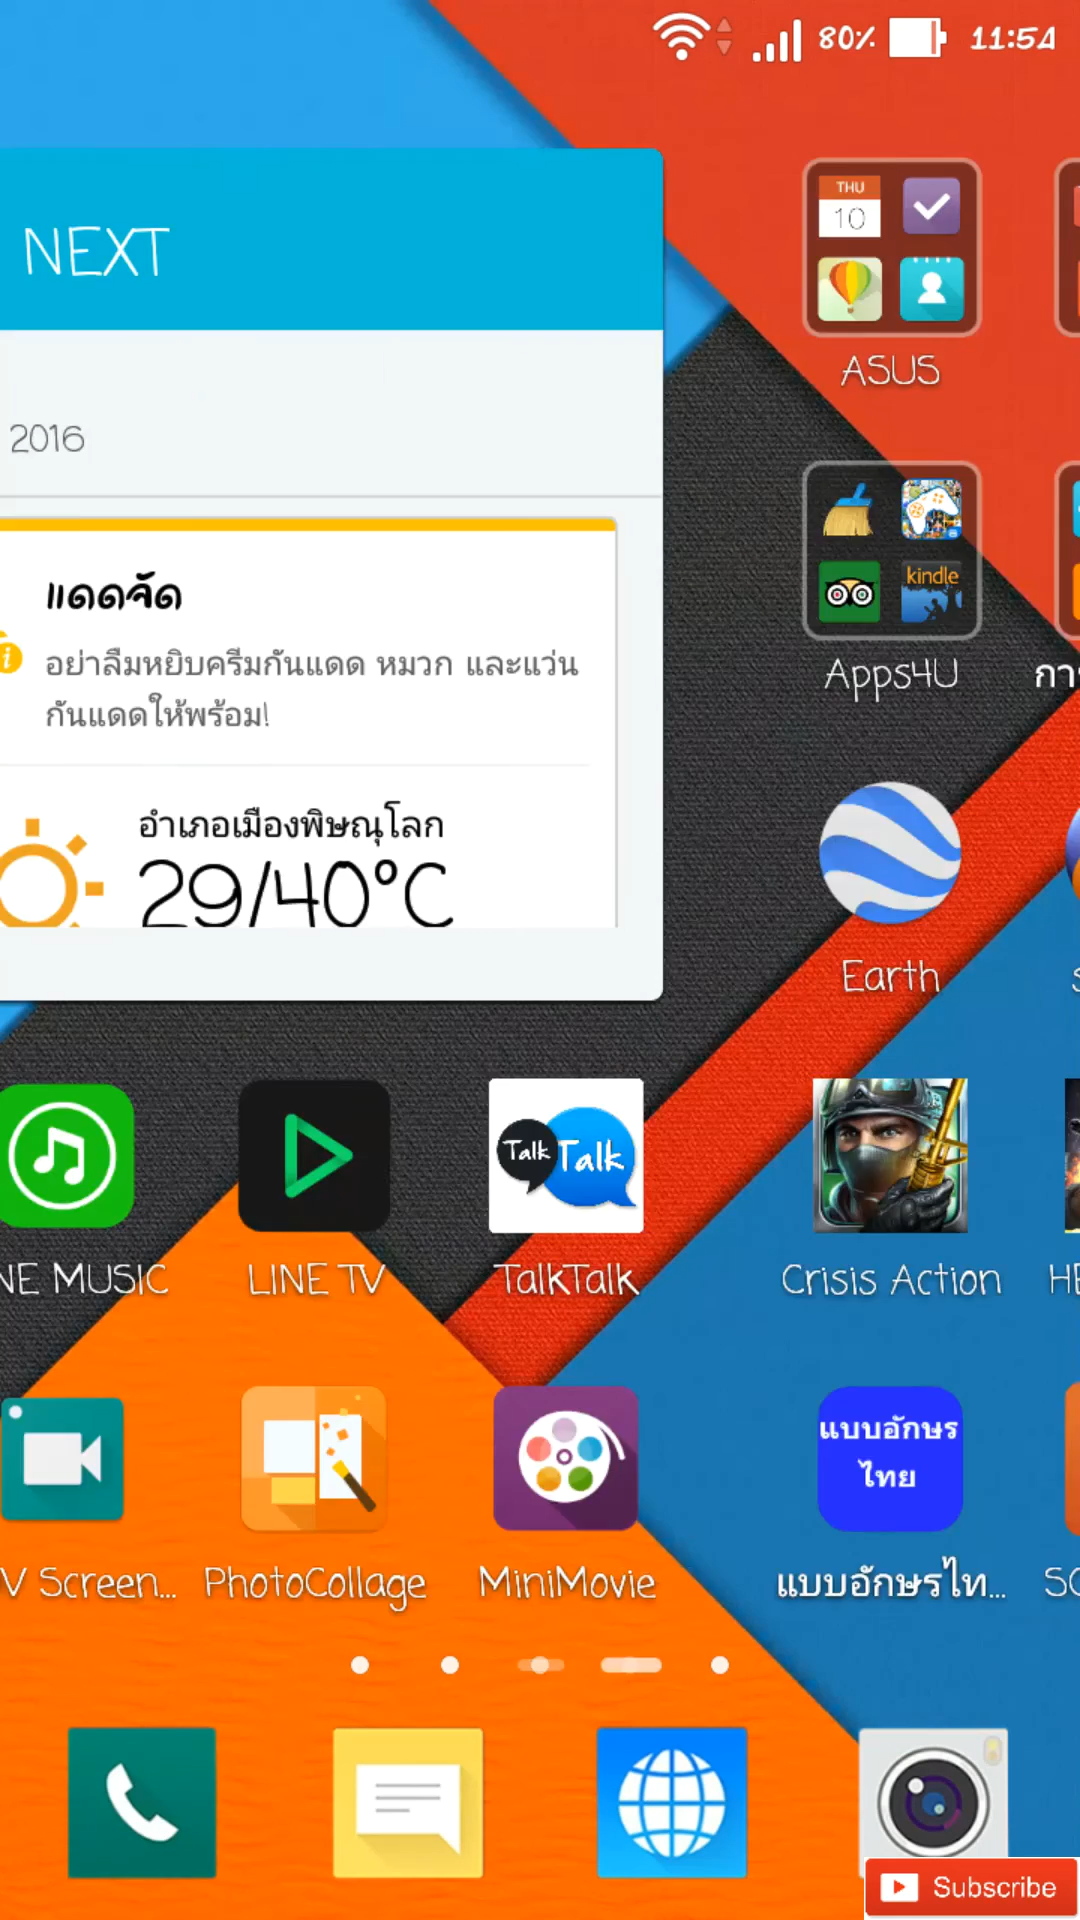 80% 11:54
NEXT
2016
แดดจัด
อย่าลืมหยิบครีมกันแดด หมวก และแว่น
กันแดดให้พร้อม!
อำเภอเมืองพิษณุโลก
29/40°C
THU
10
ASUS
kindle
Apps4U
กา
Earth
Talk Talk
NE MUSIC
LINE TV
TalkTalk
Crisis Action
HE
แบบอักษร
ไทย
V Screen...
PhotoCollage
MiniMovie
แบบอักษรไท...
SC
Subscribe